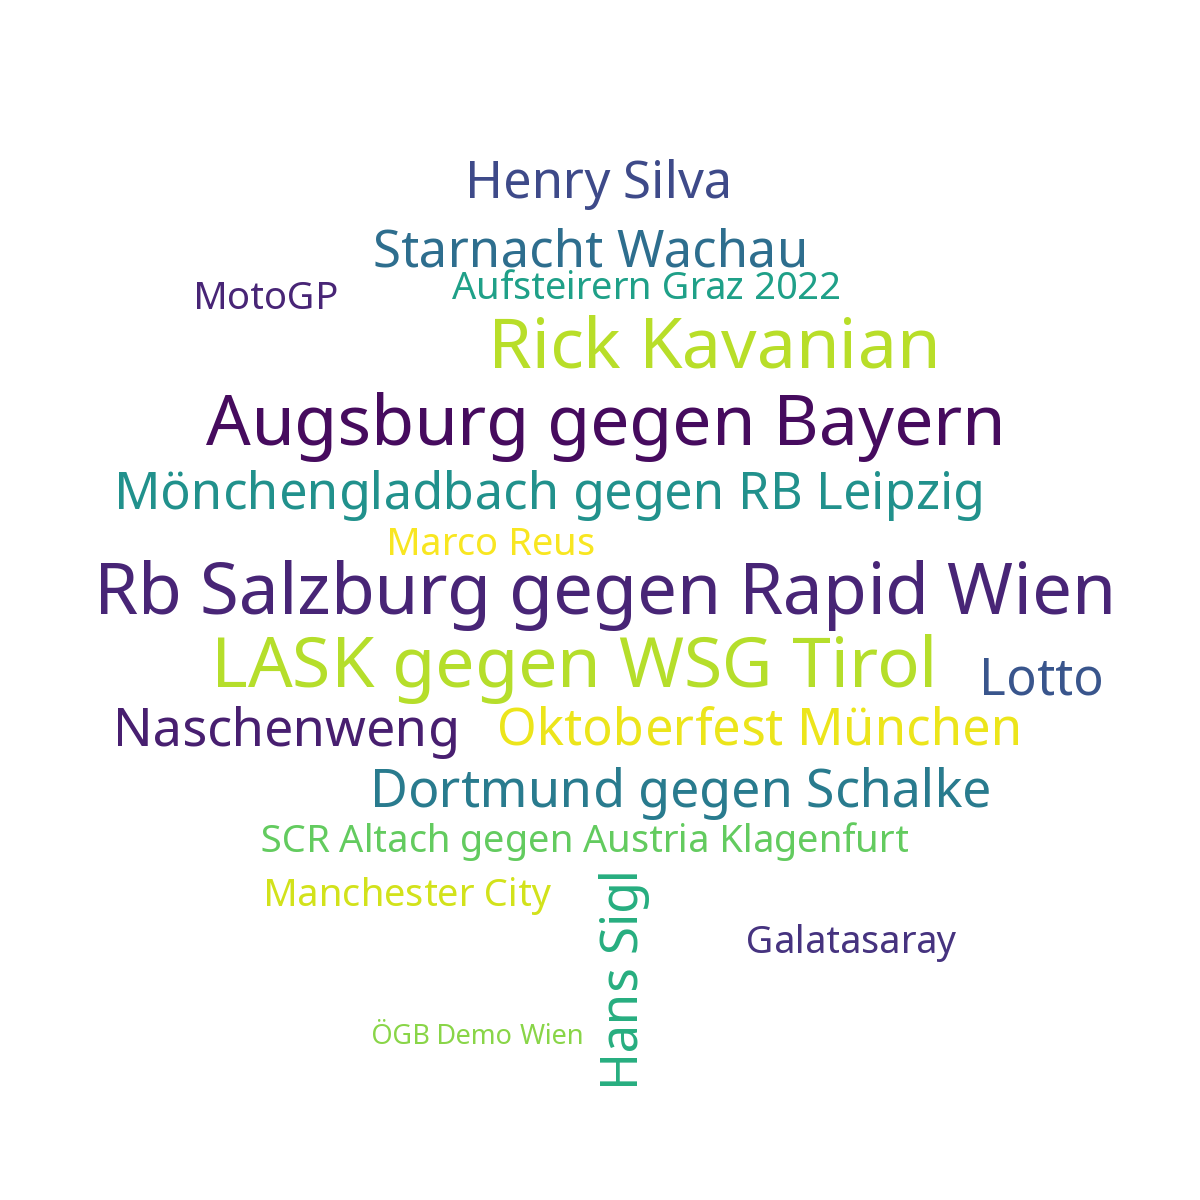 Henry Silva
Starnacht Wachau
Aufsteirern Graz 2022
MotoGP
Rick Kavanian
Augsburg gegen Bayern
Mönchengladbach gegen RB Leipzig
Marco Reus
Rb Salzburg gegen Rapid Wien
LASK gegen WSG Tirol
Lotto
Naschenweng
Oktoberfest München
Dortmund gegen Schalke
SCR Altach gegen Austria Klagenfurt
Manchester City
Hans Sigl
Galatasaray
ÖGB Demo Wien